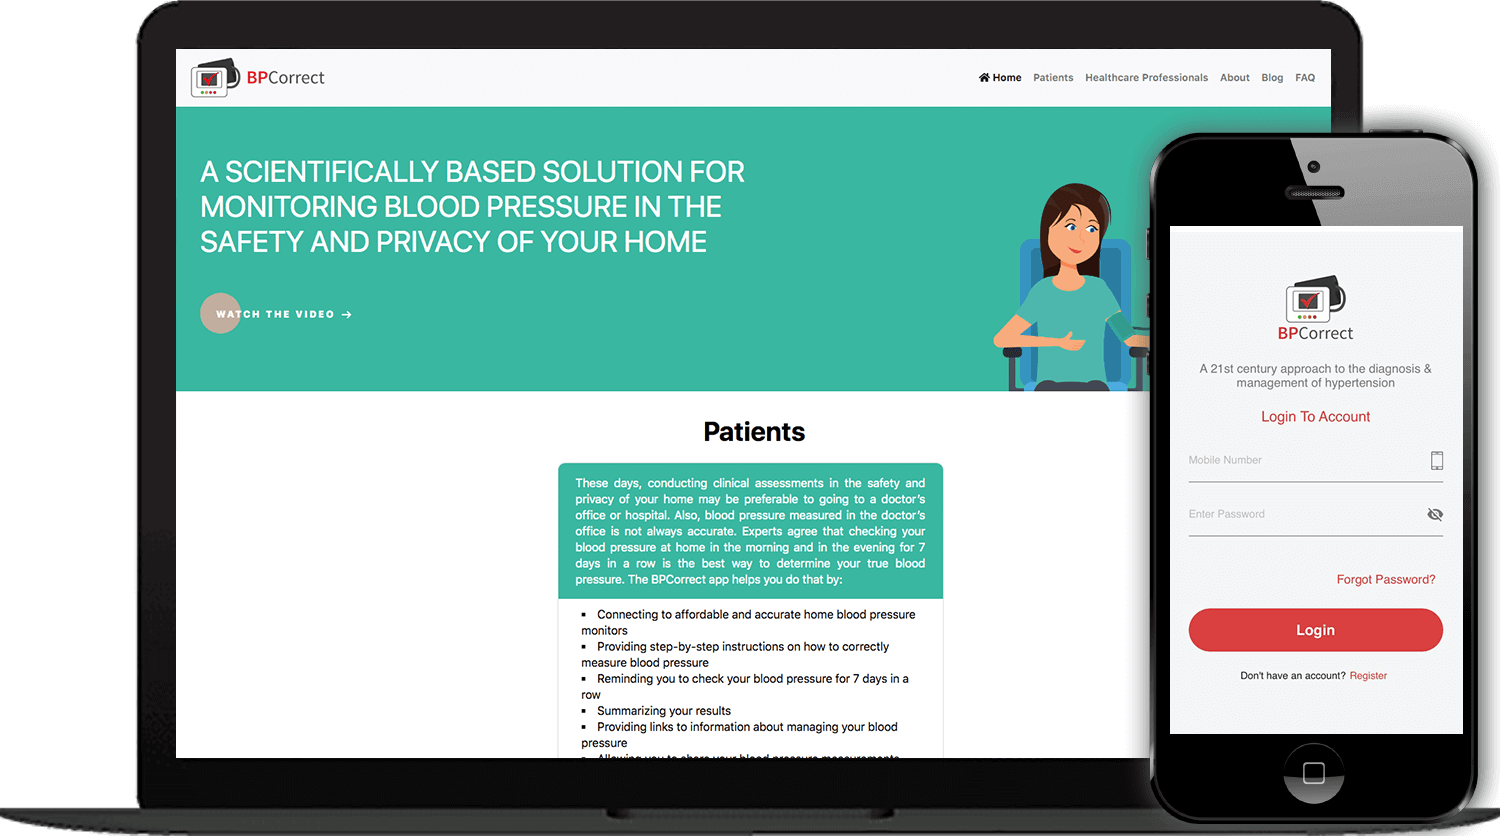 BPCorrect
Home Patients Healthcare Professionals About Blog FAQ
A SCIENTIFICALLY BASED SOLUTION FOR
MONITORING BLOOD PRESSURE IN THE
SAFETY AND PRIVACY OF YOUR HOME
WATCH THE VIDEO →
Patients
These days, conducting clinical assessments in the safety and
privacy of your home may be preferable to going to a doctor's
office or hospital. Also, blood pressure measured in the doctor's
office is not always accurate. Experts agree that checking your
blood pressure at home in the morning and in the evening for 7
days in a row is the best way to determine your true blood
pressure. The BPCorrect app helps you do that by:
▪ Connecting to affordable and accurate home blood pressure
monitors
▪ Providing step-by-step instructions on how to correctly
measure blood pressure
▪ Reminding you to check your blood pressure for 7 days in a
row
▪ Summarizing your results
▪ Providing links to information about managing your blood
pressure
▪ Allowing you to share your blood pressure measurements
BPCorrect
A 21st century approach to the diagnosis &
management of hypertension
Login To Account
Mobile Number
Enter Password
Forgot Password?
Login
Don't have an account? Register